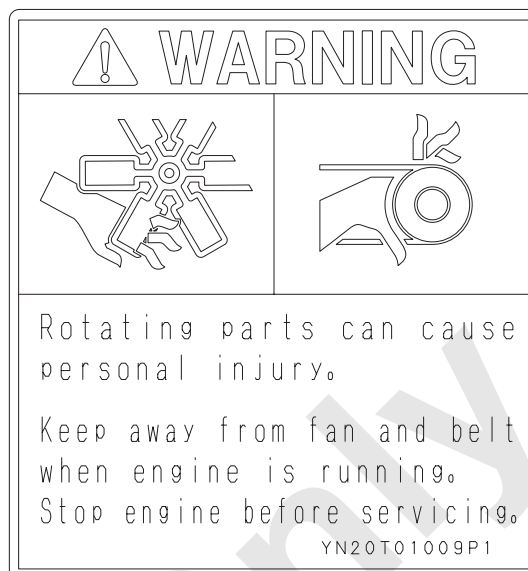 WARNING
Rotating parts can cause
personal injury。
Keep away from fan and belt
when engine is running。
Stop engine before servicing。
YN20T01009P1
nly